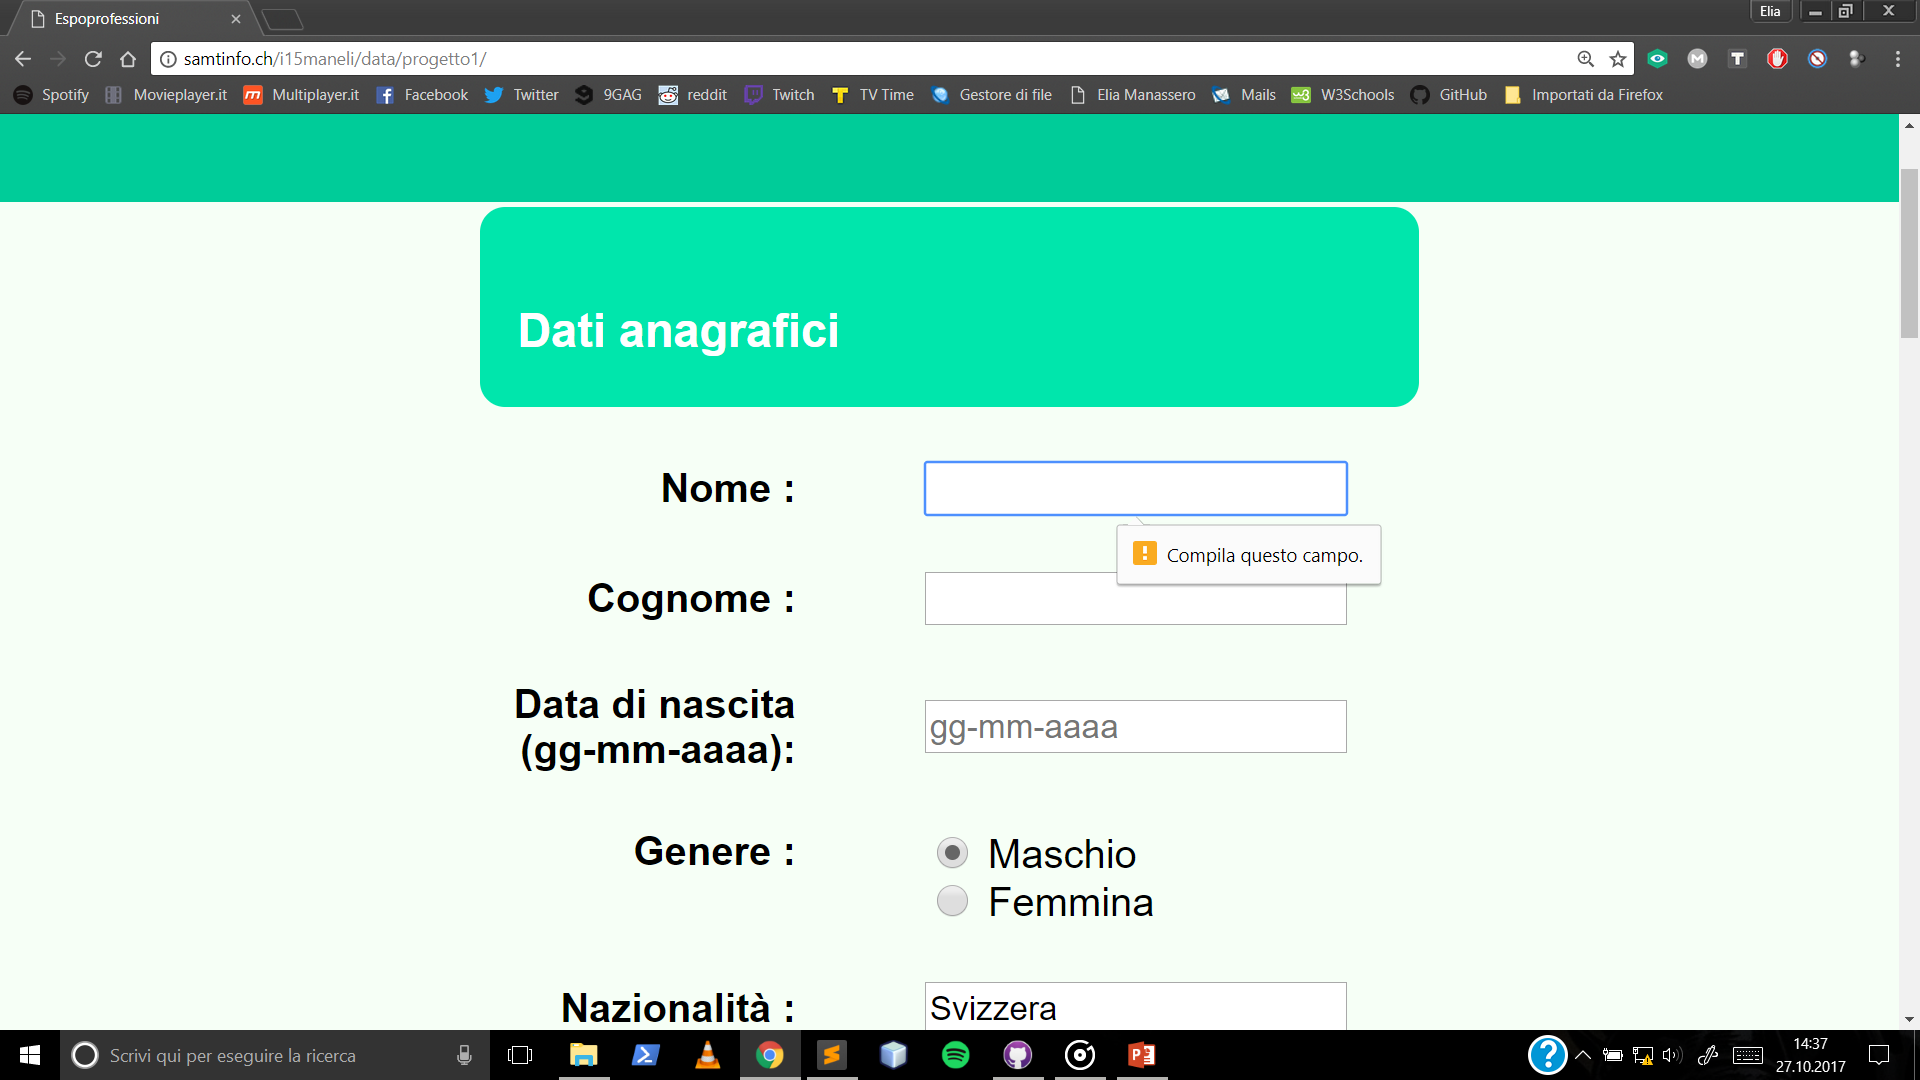 Espoprofessioni
Elia
samtinfo.ch/i15maneli/data/progetto1/
Spotify Movieplayer.it Multiplayer.it Facebook Twitter 9GAG reddit Twitch TV Time Gestore di file Elia Manassero Mails W3Schools GitHub Importati da Firefox
Dati anagrafici
Nome :
Compila questo campo.
Cognome :
Data di nascita
(gg-mm-aaaa):
gg-mm-aaaa
Genere :
Maschio
Femmina
Nazionalità :
Svizzera
Scrivi qui per eseguire la ricerca
14:37
27.10.2017